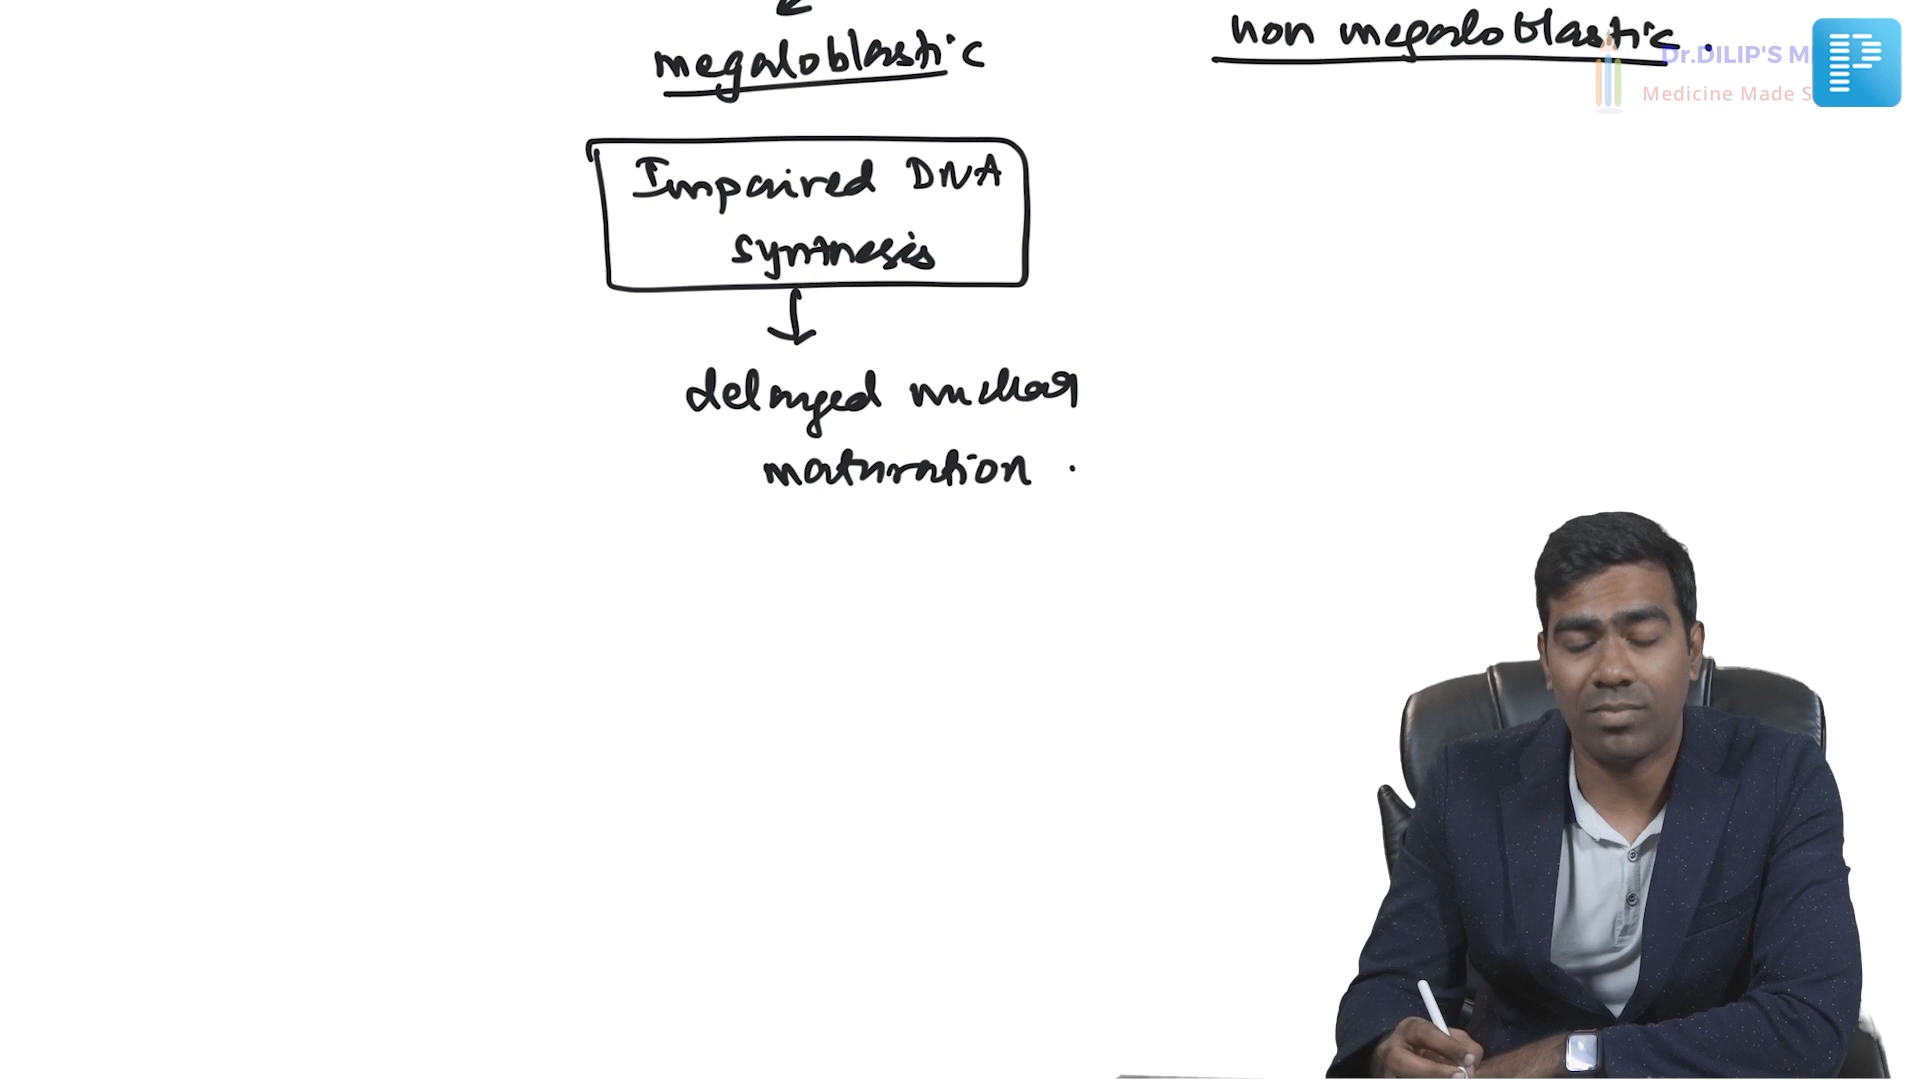 megaloblastic
non megaloblastic.
Dr.DILIP'S M
Medicine Made S
P
Impaired DNA
synthesis
delayed nuclear
maturation.